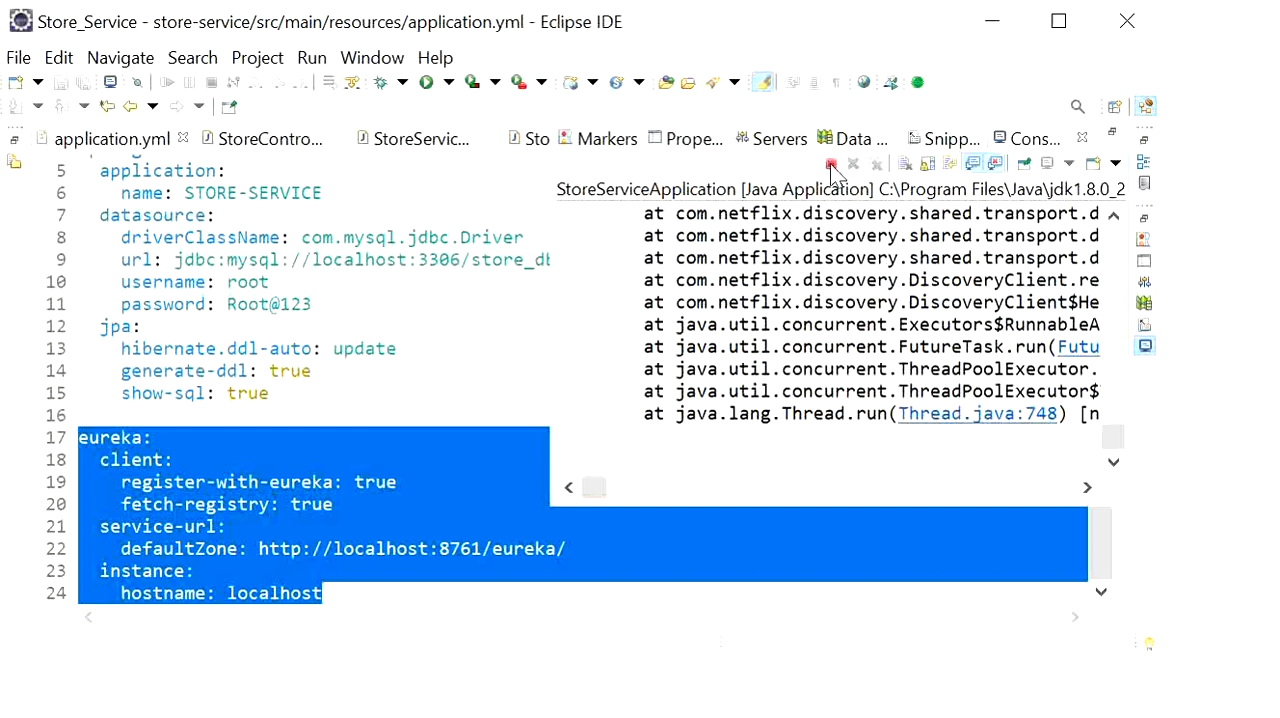 Store_Service - store-service/src/main/resources/application.yml - Eclipse IDE
File Edit Navigate Search Project Run Window Help
application.yml StoreContro... StoreServic... Sto Markers Prope... Servers Data ... Snipp... Cons...
5 application:
6 name: STORE-SERVICE
7 datasource:
8 driverClassName: com.mysql.jdbc.Driver
9 url: jdbc:mysql://localhost:3306/store_db
10 username: root
11 password: Root@123
12 jpa:
13 hibernate.ddl-auto: update
14 generate-ddl: true
15 show-sql: true
16
17 eureka:
18 client:
19 register-with-eureka: true
20 fetch-registry: true
21 service-url:
22 defaultZone: http://localhost:8761/eureka/
23 instance:
24 hostname: localhost
StoreServiceApplication [Java Application] C:\Program Files\Java\jdk1.8.0_2
at com.netflix.discovery.shared.transport.d
at com.netflix.discovery.shared.transport.d
at com.netflix.discovery.shared.transport.d
at com.netflix.discovery.DiscoveryClient.re
at com.netflix.discovery.DiscoveryClient$He
at java.util.concurrent.Executors$RunnableA
at java.util.concurrent.FutureTask.run(Futu
at java.util.concurrent.ThreadPoolExecutor.
at java.util.concurrent.ThreadPoolExecutor$
at java.lang.Thread.run(Thread.java:748) [n